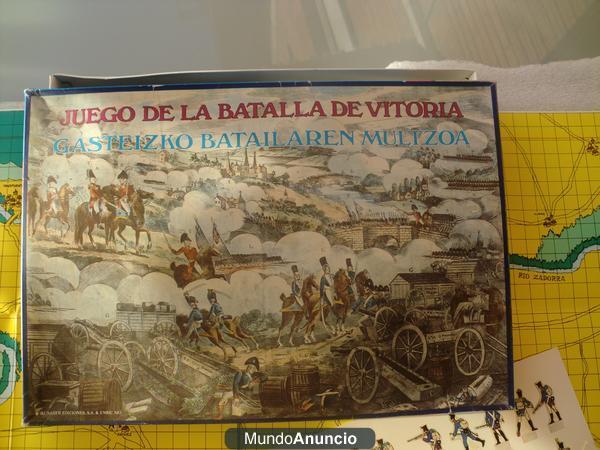 JUEGO DE LA BATALLA DE VITORIA
GASTEIZKO BATAILAREN MULTZOA
RIO ZADORRA
MundoAnuncio